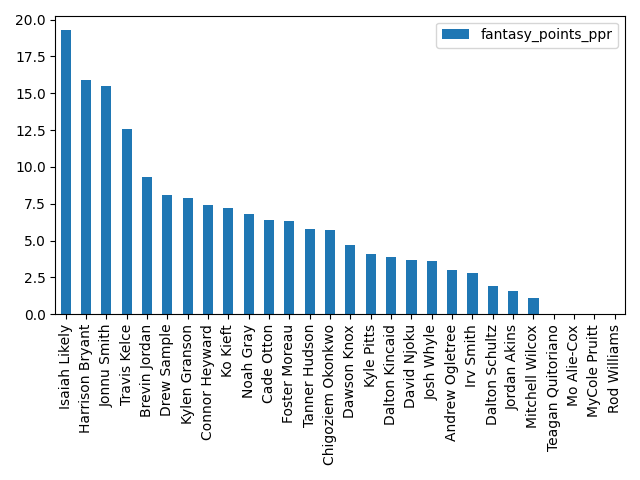 20.0
17.5
15.0
12.5
10.0
7.5
5.0
2.5
0.0
fantasy_points_ppr
Isaiah Likely
Harrison Bryant
Jonnu Smith
Travis Kelce
Brevin Jordan
Drew Sample
Kylen Granson
Connor Heyward
Ko Kieft
Noah Gray
Cade Otton
Foster Moreau
Tanner Hudson
Chigoziem Okonkwo
Dawson Knox
Kyle Pitts
Dalton Kincaid
David Njoku
Josh Whyle
Andrew Ogletree
Irv Smith
Dalton Schultz
Jordan Akins
Mitchell Wilcox
Teagan Quitoriano
Mo Alie-Cox
MyCole Pruitt
Rod Williams